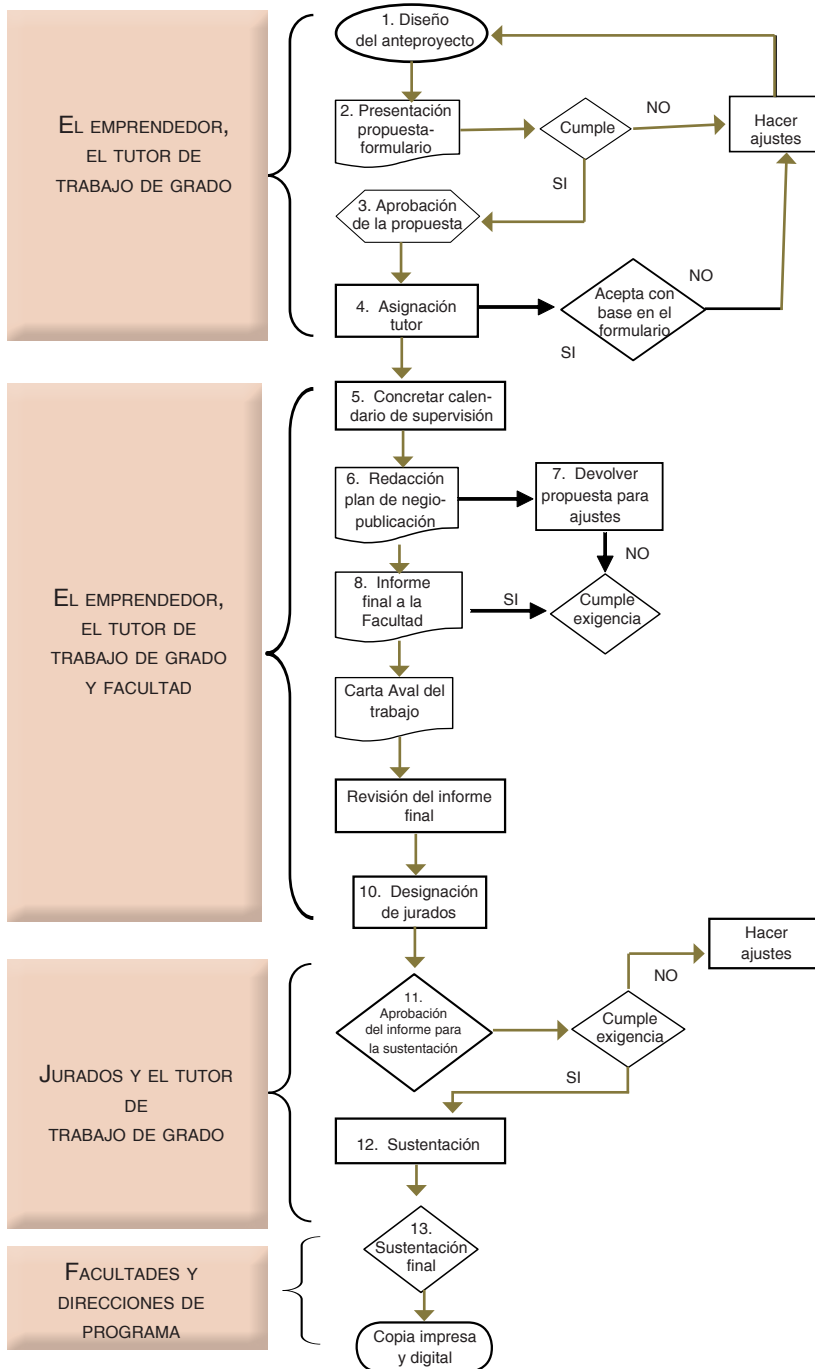 EL EMPRENDEDOR,
EL TUTOR DE
TRABAJO DE GRADO
1. Diseño
del anteproyecto
2. Presentación
propuesta-
formulario
Cumple
NO
Hacer
ajustes
SI
3. Aprobación
de la propuesta
4. Asignación
tutor
Acepta con
base en el
formulario
NO
SI
EL EMPRENDEDOR,
EL TUTOR DE
TRABAJO DE GRADO
Y FACULTAD
5. Concretar calen-
dario de supervisión
6. Redacción
plan de negio-
publicación
7. Devolver
propuesta para
ajustes
NO
8. Informe
final a la
Facultad
SI
Cumple
exigencia
Carta Aval del
trabajo
Revisión del informe
final
10. Designación
de jurados
JURADOS Y EL TUTOR
DE
TRABAJO DE GRADO
11.
Aprobación
del informe para
la sustentación
Cumple
exigencia
NO
Hacer
ajustes
SI
12. Sustentación
13.
Sustentación
final
FACULTADES Y
DIRECCIONES DE
PROGRAMA
Copia impresa
y digital